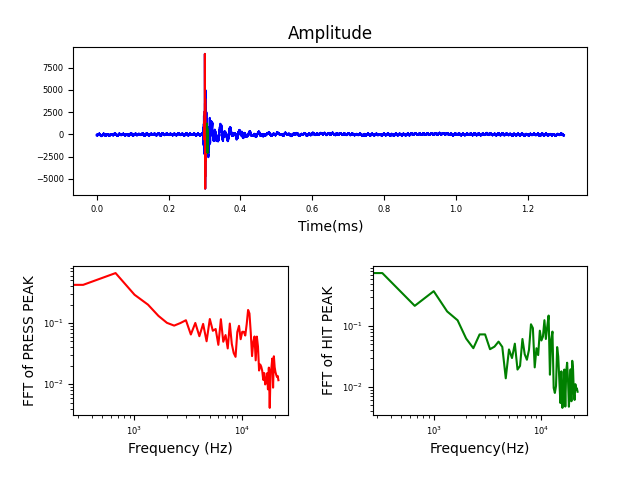 Amplitude
7500
5000
2500
0
−2500
−5000
0.0 0.2 0.4 0.6 0.8 1.0 1.2
Time(ms)
FFT of PRESS PEAK
10⁻¹
10⁻²
10³ 10⁴
Frequency (Hz)
FFT of HIT PEAK
10⁻¹
10⁻²
10³ 10⁴
Frequency(Hz)